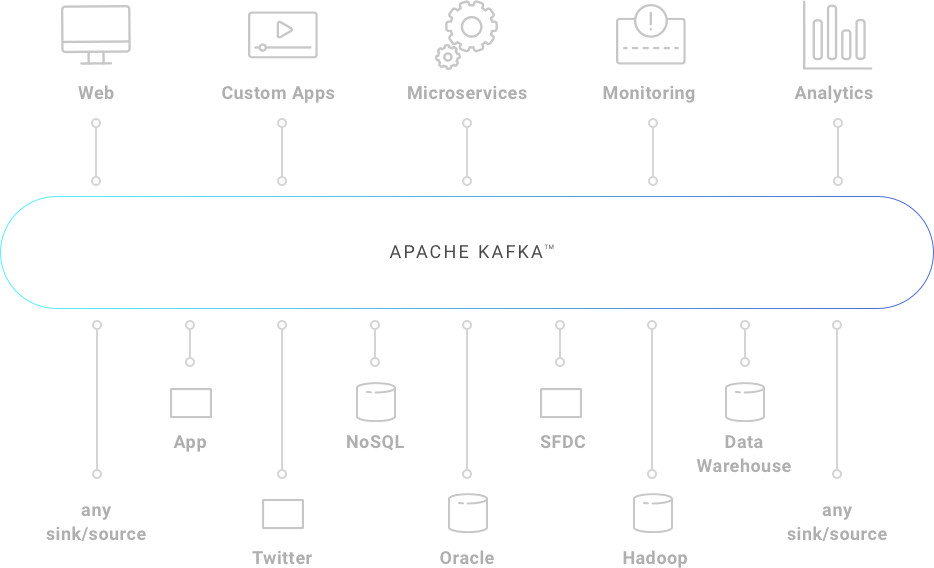 Web
Custom Apps
Microservices
Monitoring
Analytics
APACHE KAFKA™
App
NoSQL
SFDC
Data
Warehouse
any
sink/source
Twitter
Oracle
Hadoop
any
sink/source